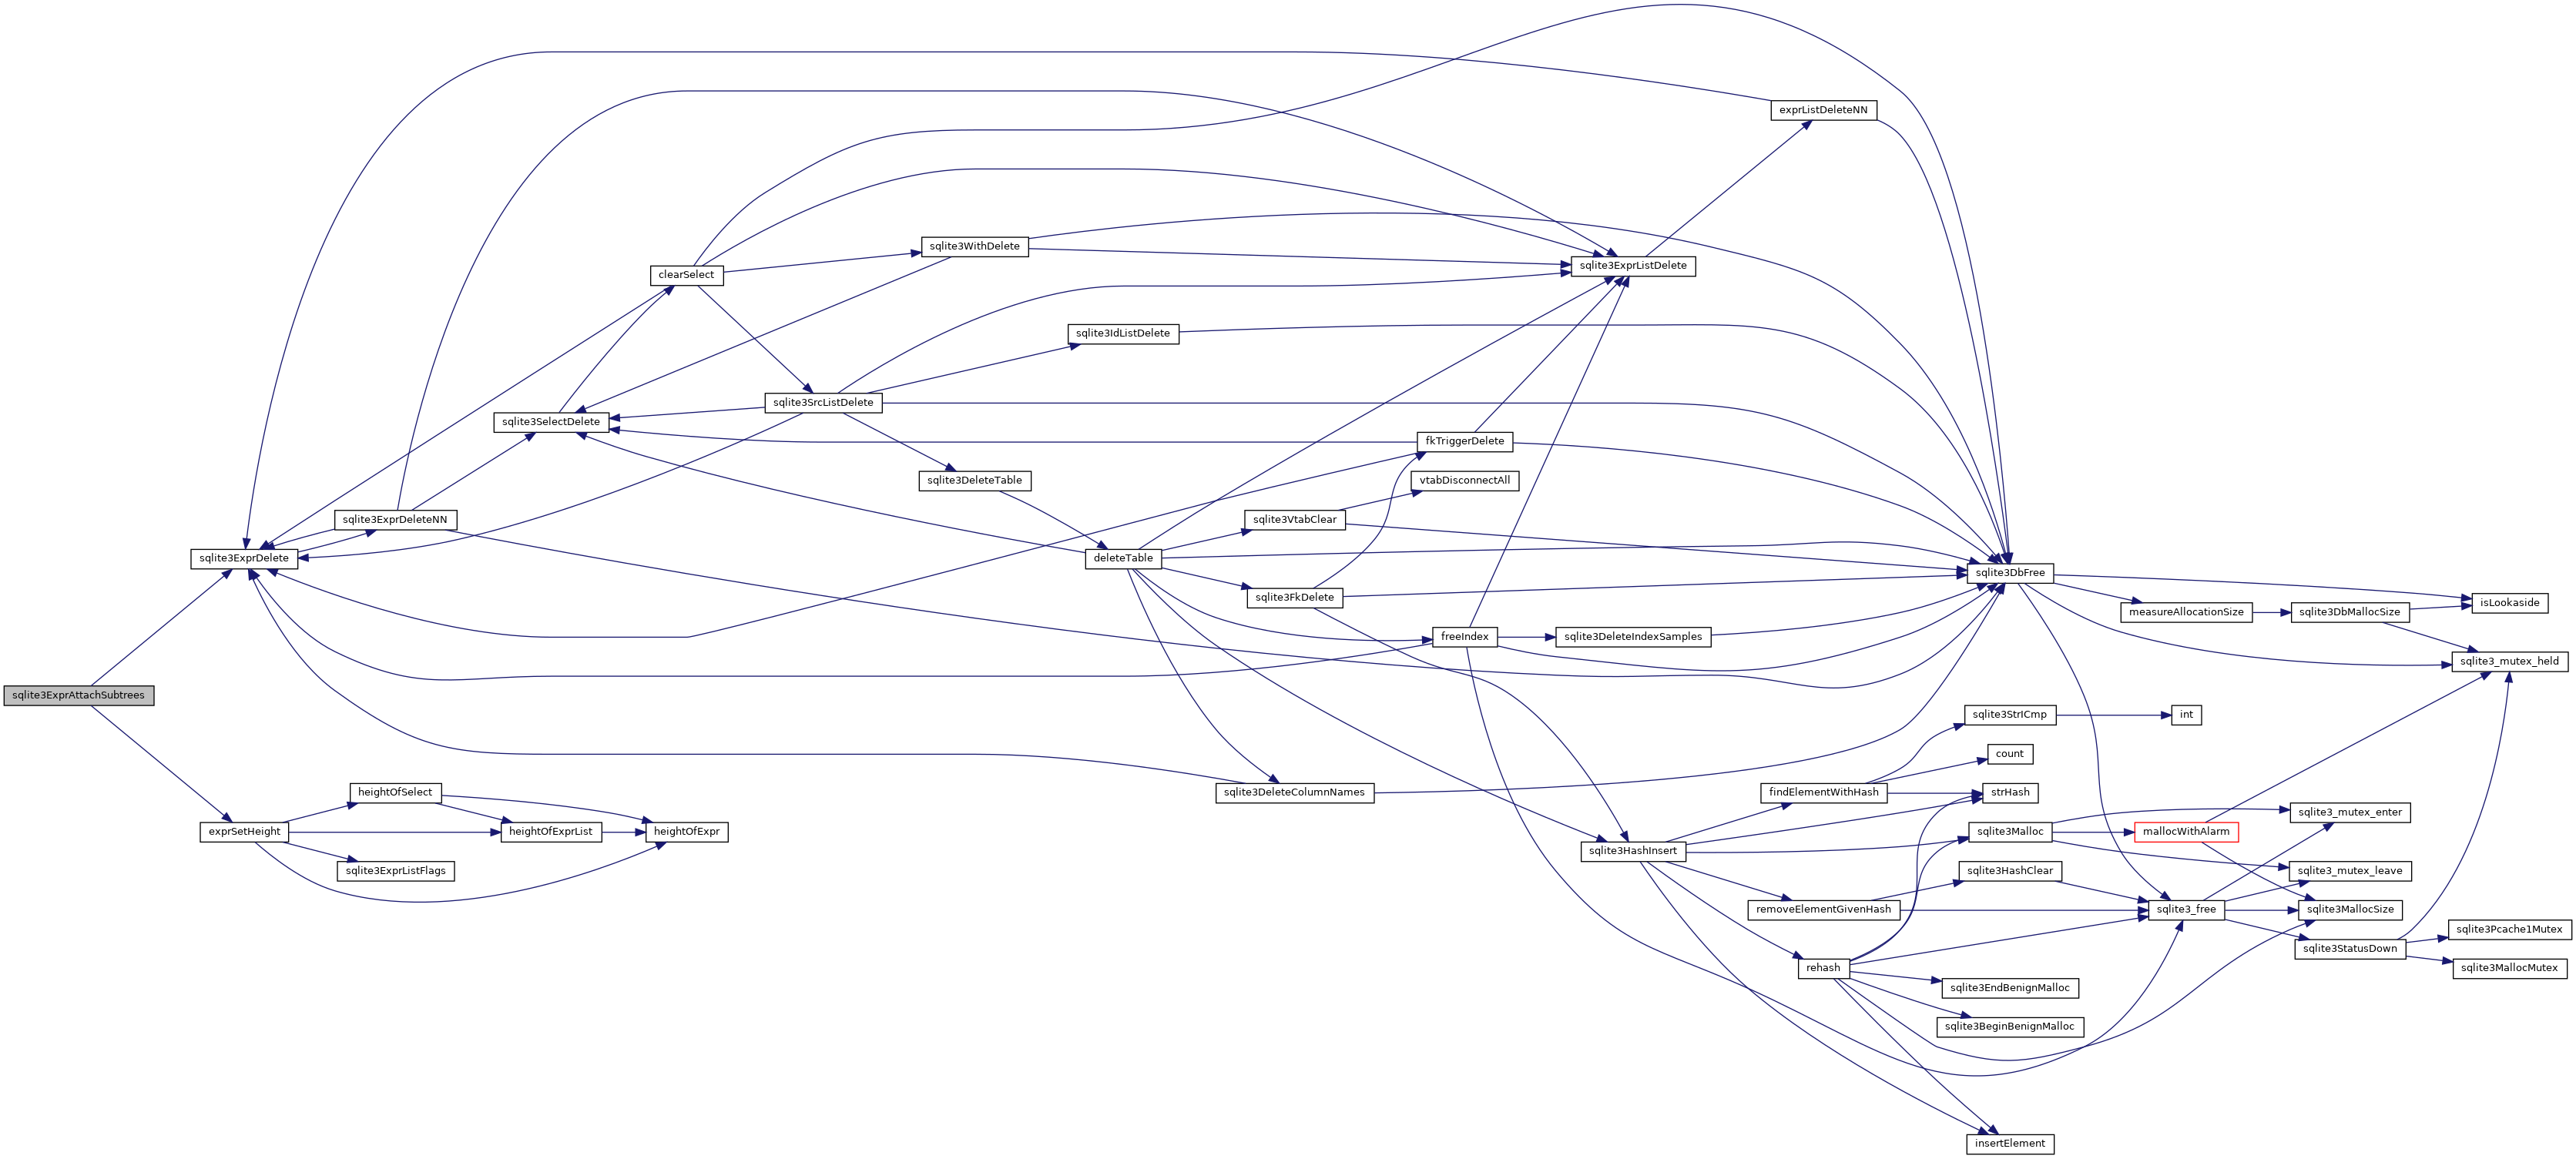 exprListDeleteNN
sqlite3WithDelete
sqlite3ExprListDelete
clearSelect
sqlite3IdListDelete
sqlite3SrcListDelete
sqlite3SelectDelete
fkTriggerDelete
sqlite3DeleteTable
vtabDisconnectAll
sqlite3ExprDeleteNN
sqlite3VtabClear
sqlite3ExprDelete
deleteTable
sqlite3DbFree
sqlite3FkDelete
isLookaside
measureAllocationSize
sqlite3DbMallocSize
freeIndex
sqlite3DeleteIndexSamples
sqlite3_mutex_held
sqlite3ExprAttachSubtrees
sqlite3StrICmp
int
count
heightOfSelect
sqlite3DeleteColumnNames
findElementWithHash
strHash
sqlite3_mutex_enter
exprSetHeight
heightOfExprList
heightOfExpr
sqlite3Malloc
mallocWithAlarm
sqlite3HashInsert
sqlite3ExprListFlags
sqlite3HashClear
sqlite3_mutex_leave
removeElementGivenHash
sqlite3_free
sqlite3MallocSize
sqlite3Pcache1Mutex
sqlite3StatusDown
rehash
sqlite3MallocMutex
sqlite3EndBenignMalloc
sqlite3BeginBenignMalloc
insertElement